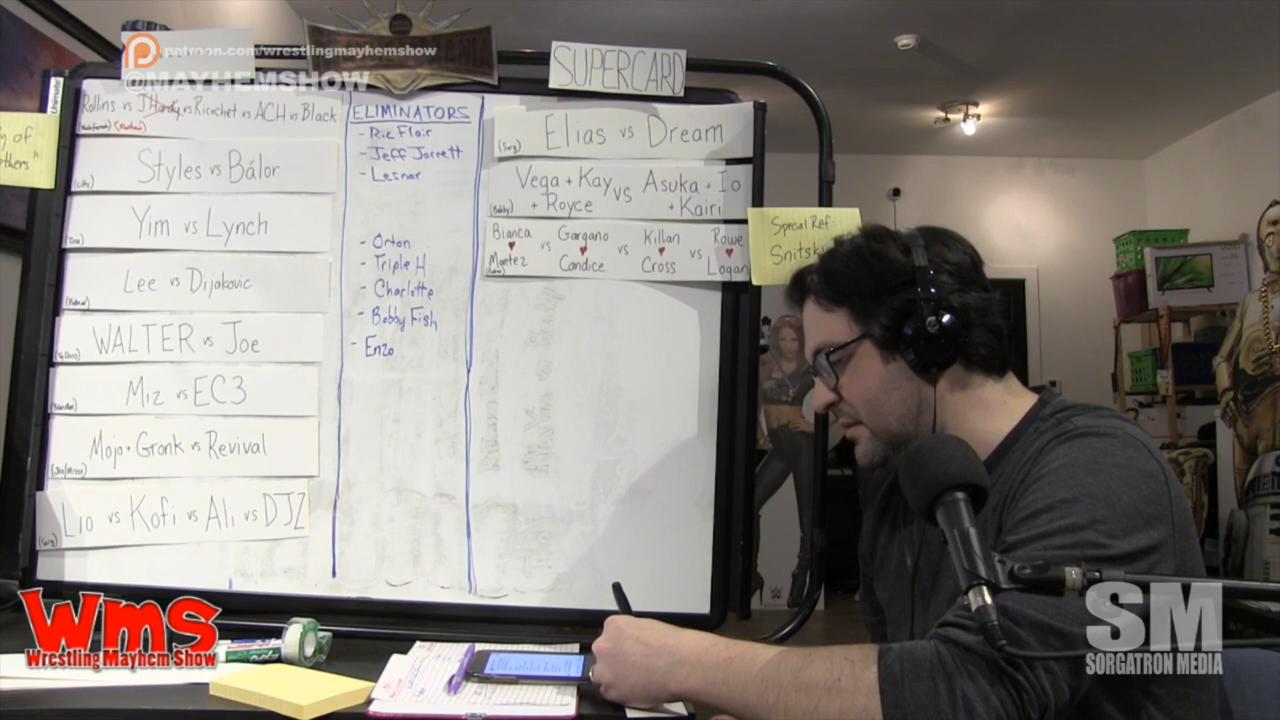 patreon.com/wrestlingmayhemshow
@MAYHEMSHOW
SUPERCARD
Rollins vs J Hardy vs Ricochet vs ACH vs Black
Styles vs Bálor
(Lilly)
Yim vs Lynch
Lee vs Dijakovic
WALTER vs Joe
Miz vs EC3
Mojo + Gronk vs Revival
Lio vs Kofi vs Ali vs DJZ
ELIMINATORS
- Ric Flair
- Jeff Jarrett
- Lesnar
- Orton
- Triple H
- Charlotte
- Bobby Fish
- Enzo
Elias vs Dream
(Sorg)
Vega + Kay + Royce vs Asuka + Io + Kairi
(Bobby)
Bianca ♥ Montez vs Gargano ♥ Candice vs Killan ♥ Cross vs Rowe ♥ Logan
Special Ref
Snitsky
WMS
Wrestling Mayhem Show
SM
SORGATRON MEDIA